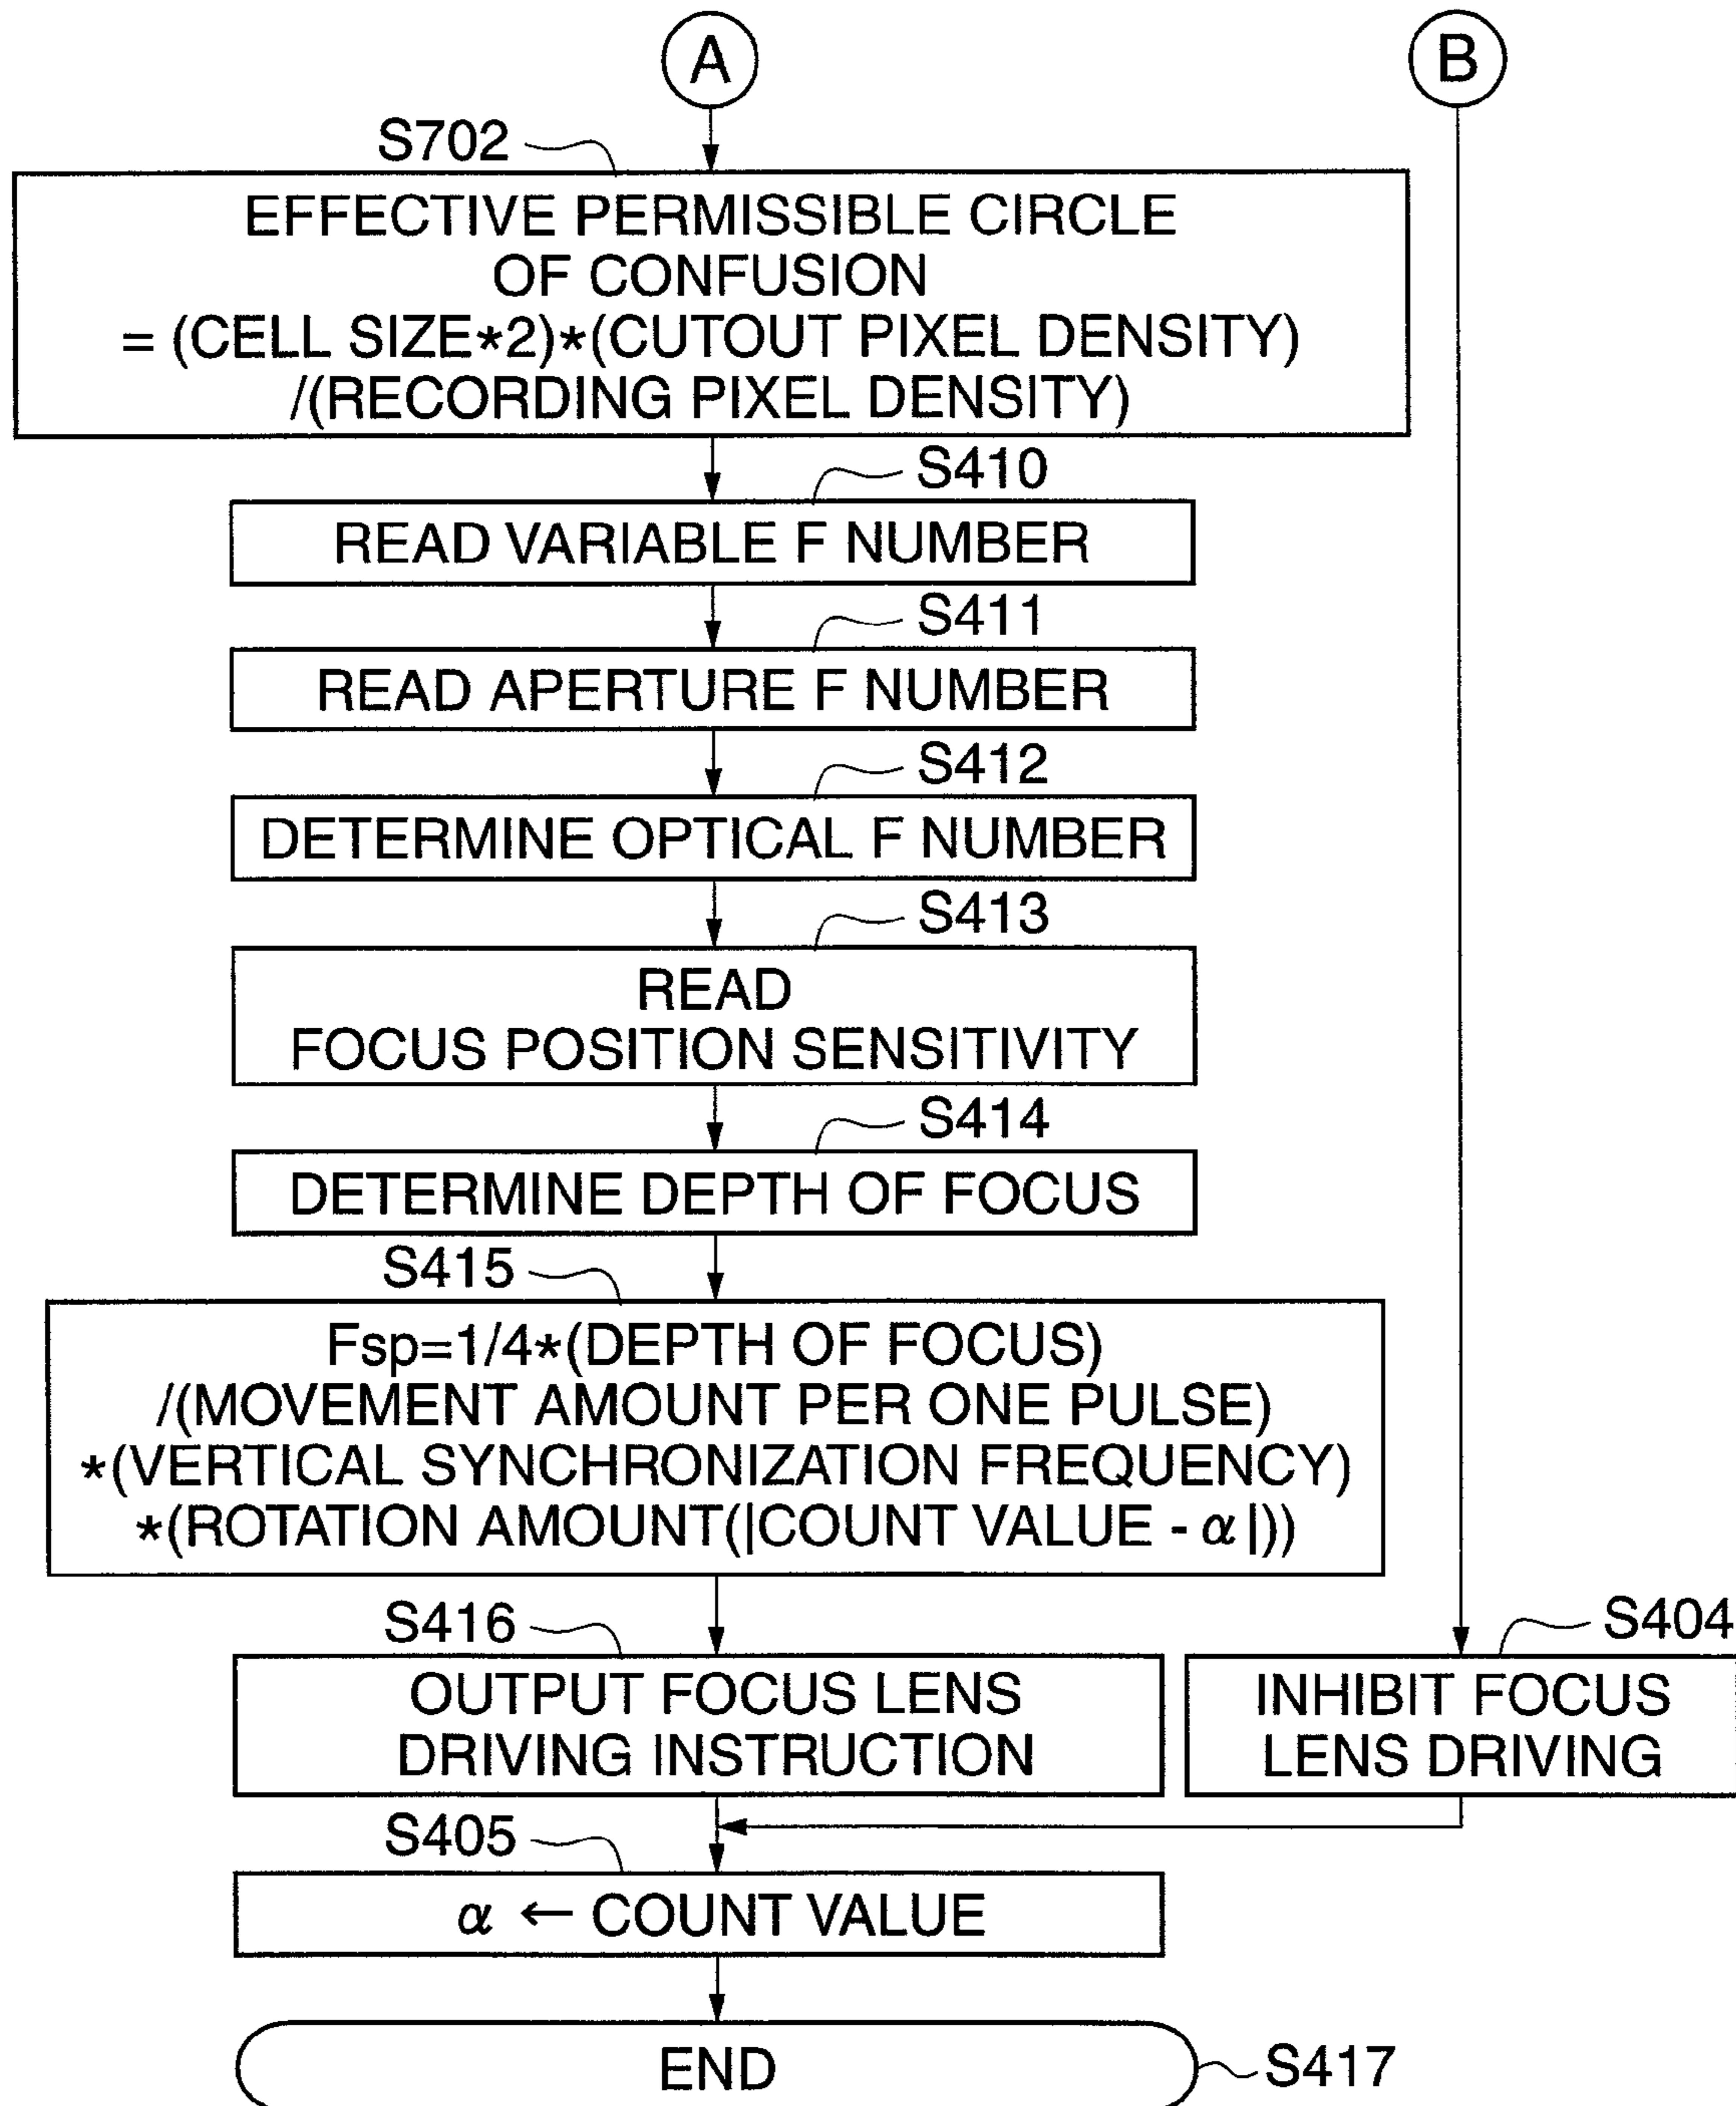 A
B
S702
EFFECTIVE PERMISSIBLE CIRCLE
OF CONFUSION
= (CELL SIZE*2)*(CUTOUT PIXEL DENSITY)
/(RECORDING PIXEL DENSITY)
S410
READ VARIABLE F NUMBER
S411
READ APERTURE F NUMBER
S412
DETERMINE OPTICAL F NUMBER
S413
READ
FOCUS POSITION SENSITIVITY
S414
DETERMINE DEPTH OF FOCUS
S415
Fsp=1/4*(DEPTH OF FOCUS)
/(MOVEMENT AMOUNT PER ONE PULSE)
*(VERTICAL SYNCHRONIZATION FREQUENCY)
*(ROTATION AMOUNT(|COUNT VALUE - α|))
S416
OUTPUT FOCUS LENS
DRIVING INSTRUCTION
S404
INHIBIT FOCUS
LENS DRIVING
S405
α ← COUNT VALUE
END
S417